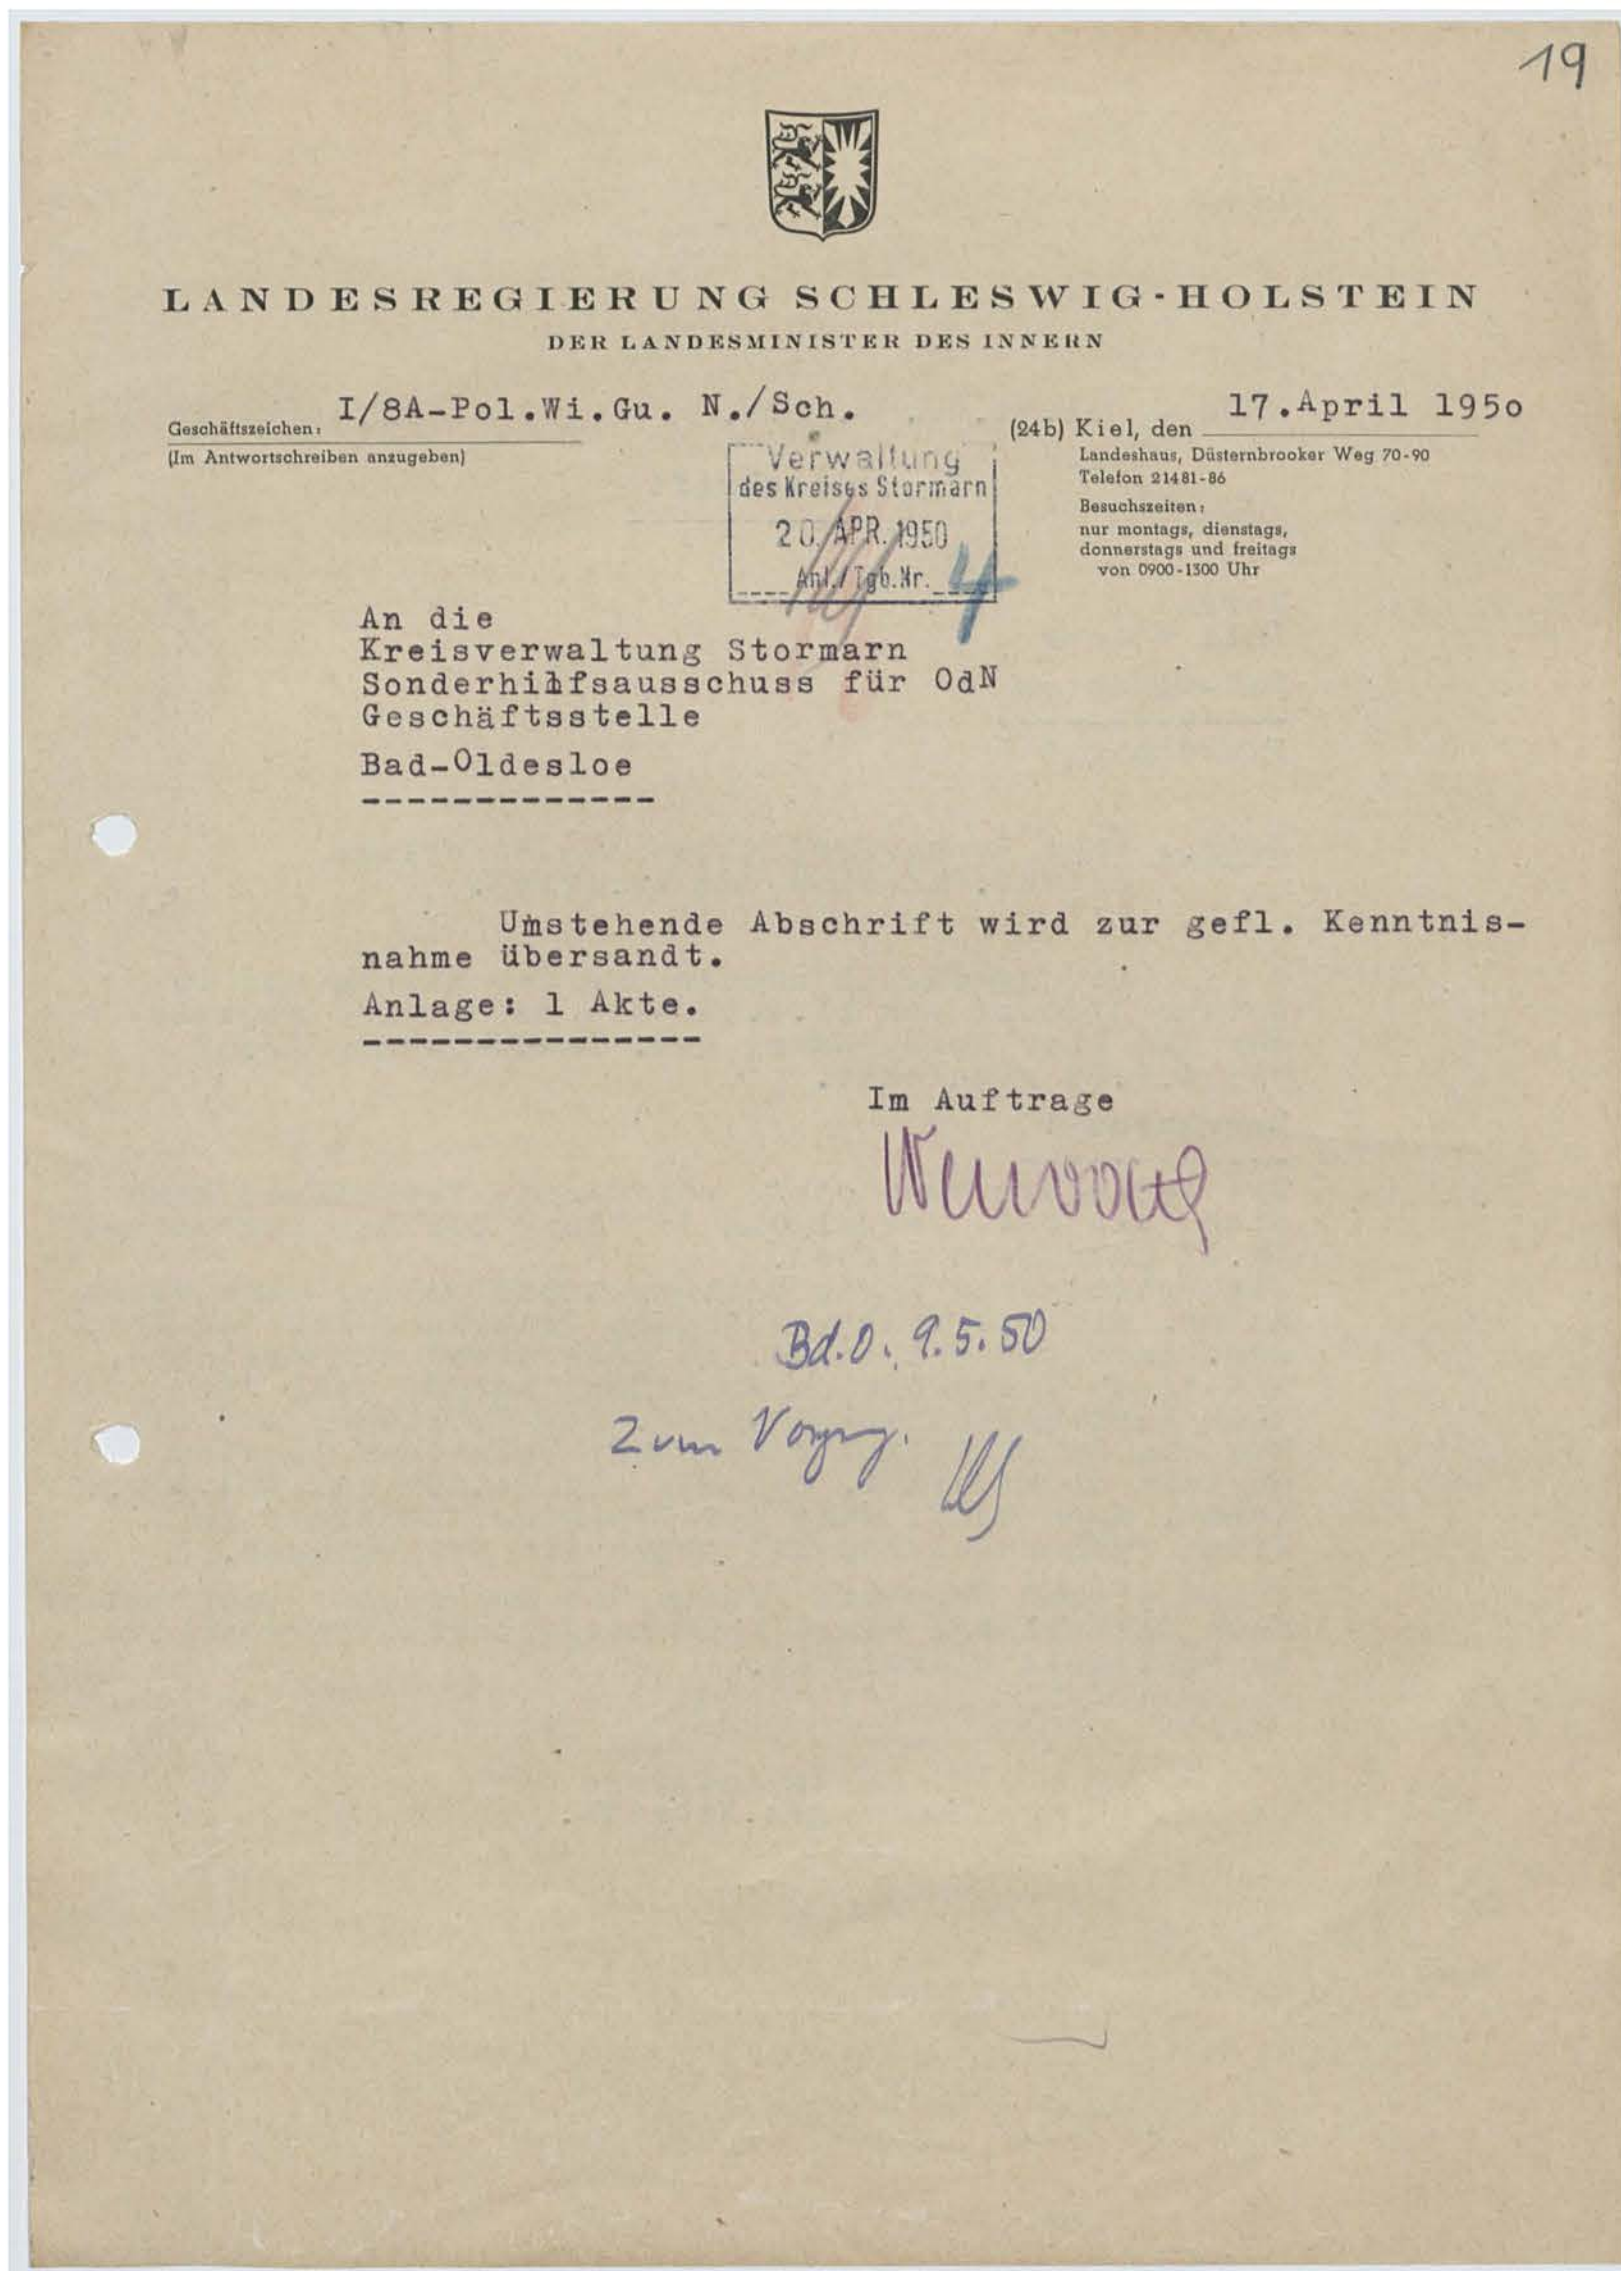 19
LANDESREGIERUNG SCHLESWIG-HOLSTEIN
DER LANDESMINISTER DES INNERN
Geschäftszeichen: I/8A-Pol.Wi.Gu. N./Sch.
(Im Antwortschreiben anzugeben)
(24b) Kiel, den 17.April 1950
Landeshaus, Düsternbrooker Weg 70-90
Telefon 21481-86
Besuchszeiten:
nur montags, dienstags,
donnerstags und freitags
von 0900-1300 Uhr
Verwaltung
des Kreises Stormarn
20. APR. 1950
Anl./Tgb.Nr. 4
An die
Kreisverwaltung Stormarn
Sonderhilfsausschuss für OdN
Geschäftsstelle
Bad-Oldesloe
-------------
Umstehende Abschrift wird zur gefl. Kenntnis-
nahme übersandt.
Anlage: 1 Akte.
---------------
Im Auftrage
Bd.O., 9.5.50
Zum Vorgang.